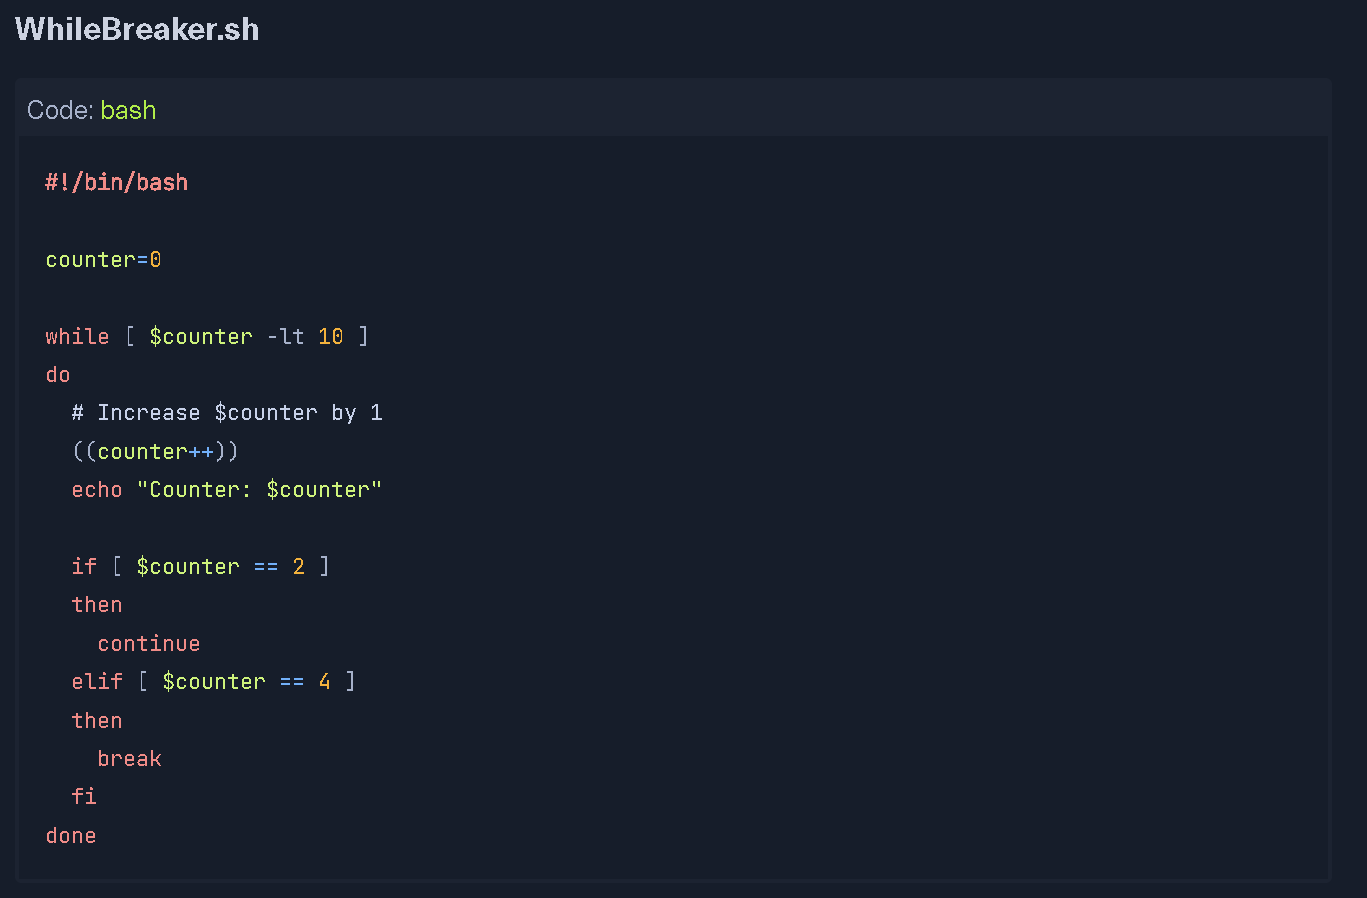 WhileBreaker.sh
Code: bash
#!/bin/bash
counter=0
while [ $counter -lt 10 ]
do
  # Increase $counter by 1
  ((counter++))
  echo "Counter: $counter"
  if [ $counter == 2 ]
  then
    continue
  elif [ $counter == 4 ]
  then
    break
  fi
done